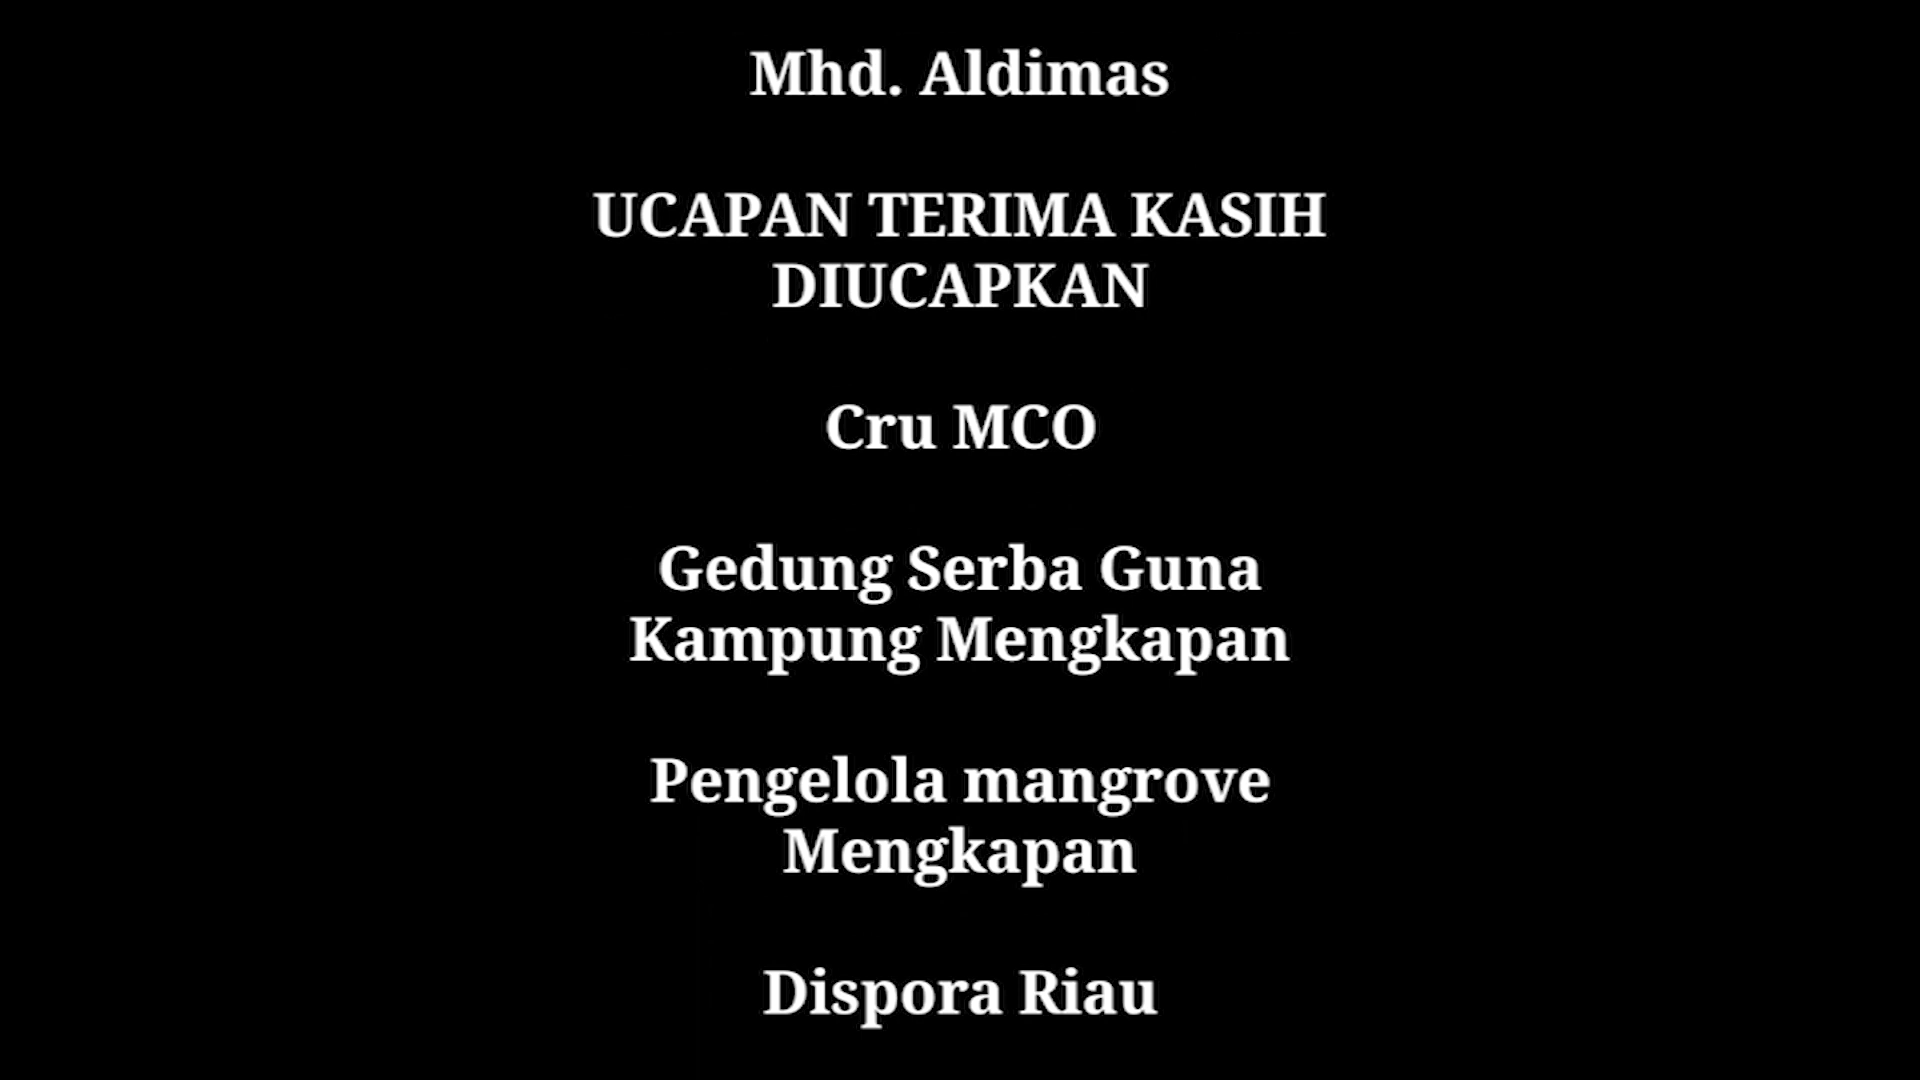 Mhd. Aldimas
UCAPAN TERIMA KASIH
DIUCAPKAN
Cru MCO
Gedung Serba Guna
Kampung Mengkapan
Pengelola mangrove
Mengkapan
Dispora Riau